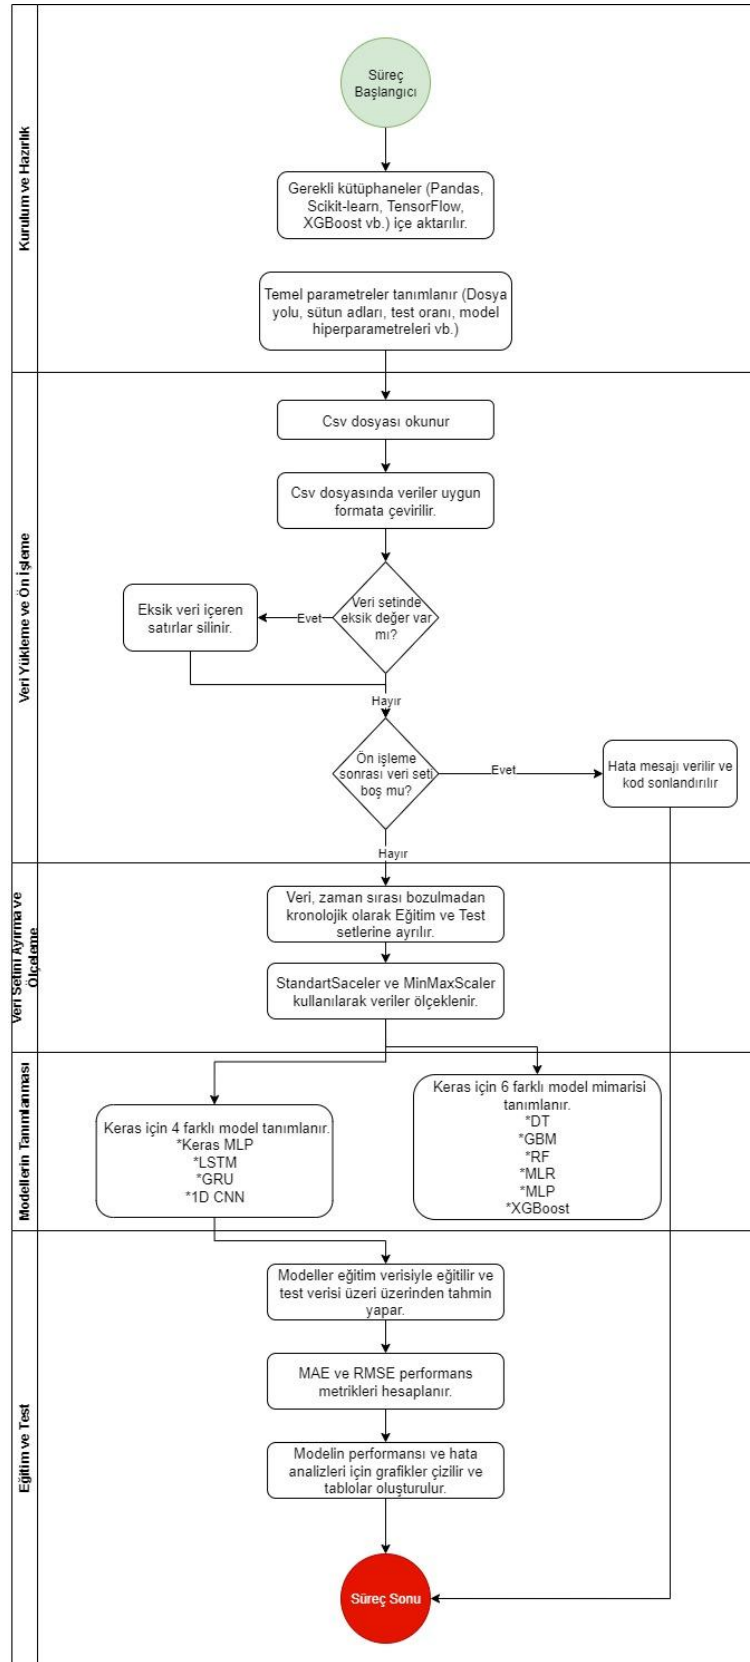 Kurulum ve Hazırlık
Süreç
Başlangıcı
Gerekli kütüphaneler (Pandas,
Scikit-learn, TensorFlow,
XGBoost vb.) içe aktarılır.
Temel parametreler tanımlanır (Dosya
yolu, sütun adları, test oranı, model
hiperparametreleri vb.)
Veri Yükleme ve Ön İşleme
Csv dosyası okunur
Csv dosyasında veriler uygun
formata çevirilir.
Veri setinde
eksik değer var
mı?
Evet
Eksik veri içeren
satırlar silinir.
Hayır
Ön işleme
sonrası veri seti
boş mu?
Evet
Hata mesajı verilir ve
kod sonlandırılır
Hayır
Veri Setini Ayırma ve
Ölçeleme
Veri, zaman sırası bozulmadan
kronolojik olarak Eğitim ve Test
setlerine ayrılır.
StandartSaceler ve MinMaxScaler
kullanılarak veriler ölçeklenir.
Modellerin Tanımlanması
Keras için 4 farklı model tanımlanır.
*Keras MLP
*LSTM
*GRU
*1D CNN
Keras için 6 farklı model mimarisi
tanımlanır.
*DT
*GBM
*RF
*MLR
*MLP
*XGBoost
Eğitim ve Test
Modeller eğitim verisiyle eğitilir ve
test verisi üzeri üzerinden tahmin
yapar.
MAE ve RMSE performans
metrikleri hesaplanır.
Modelin performansı ve hata
analizleri için grafikler çizilir ve
tablolar oluşturulur.
Süreç Sonu